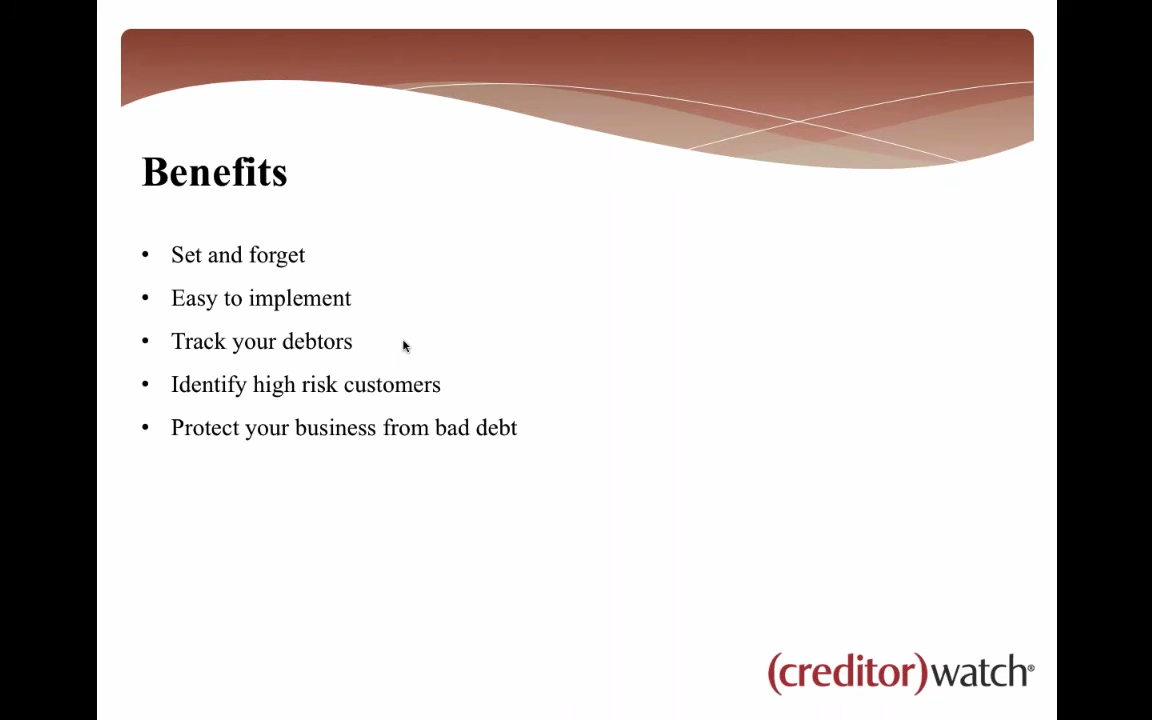 Benefits
• Set and forget
• Easy to implement
• Track your debtors
• Identify high risk customers
• Protect your business from bad debt
(creditor)watch®